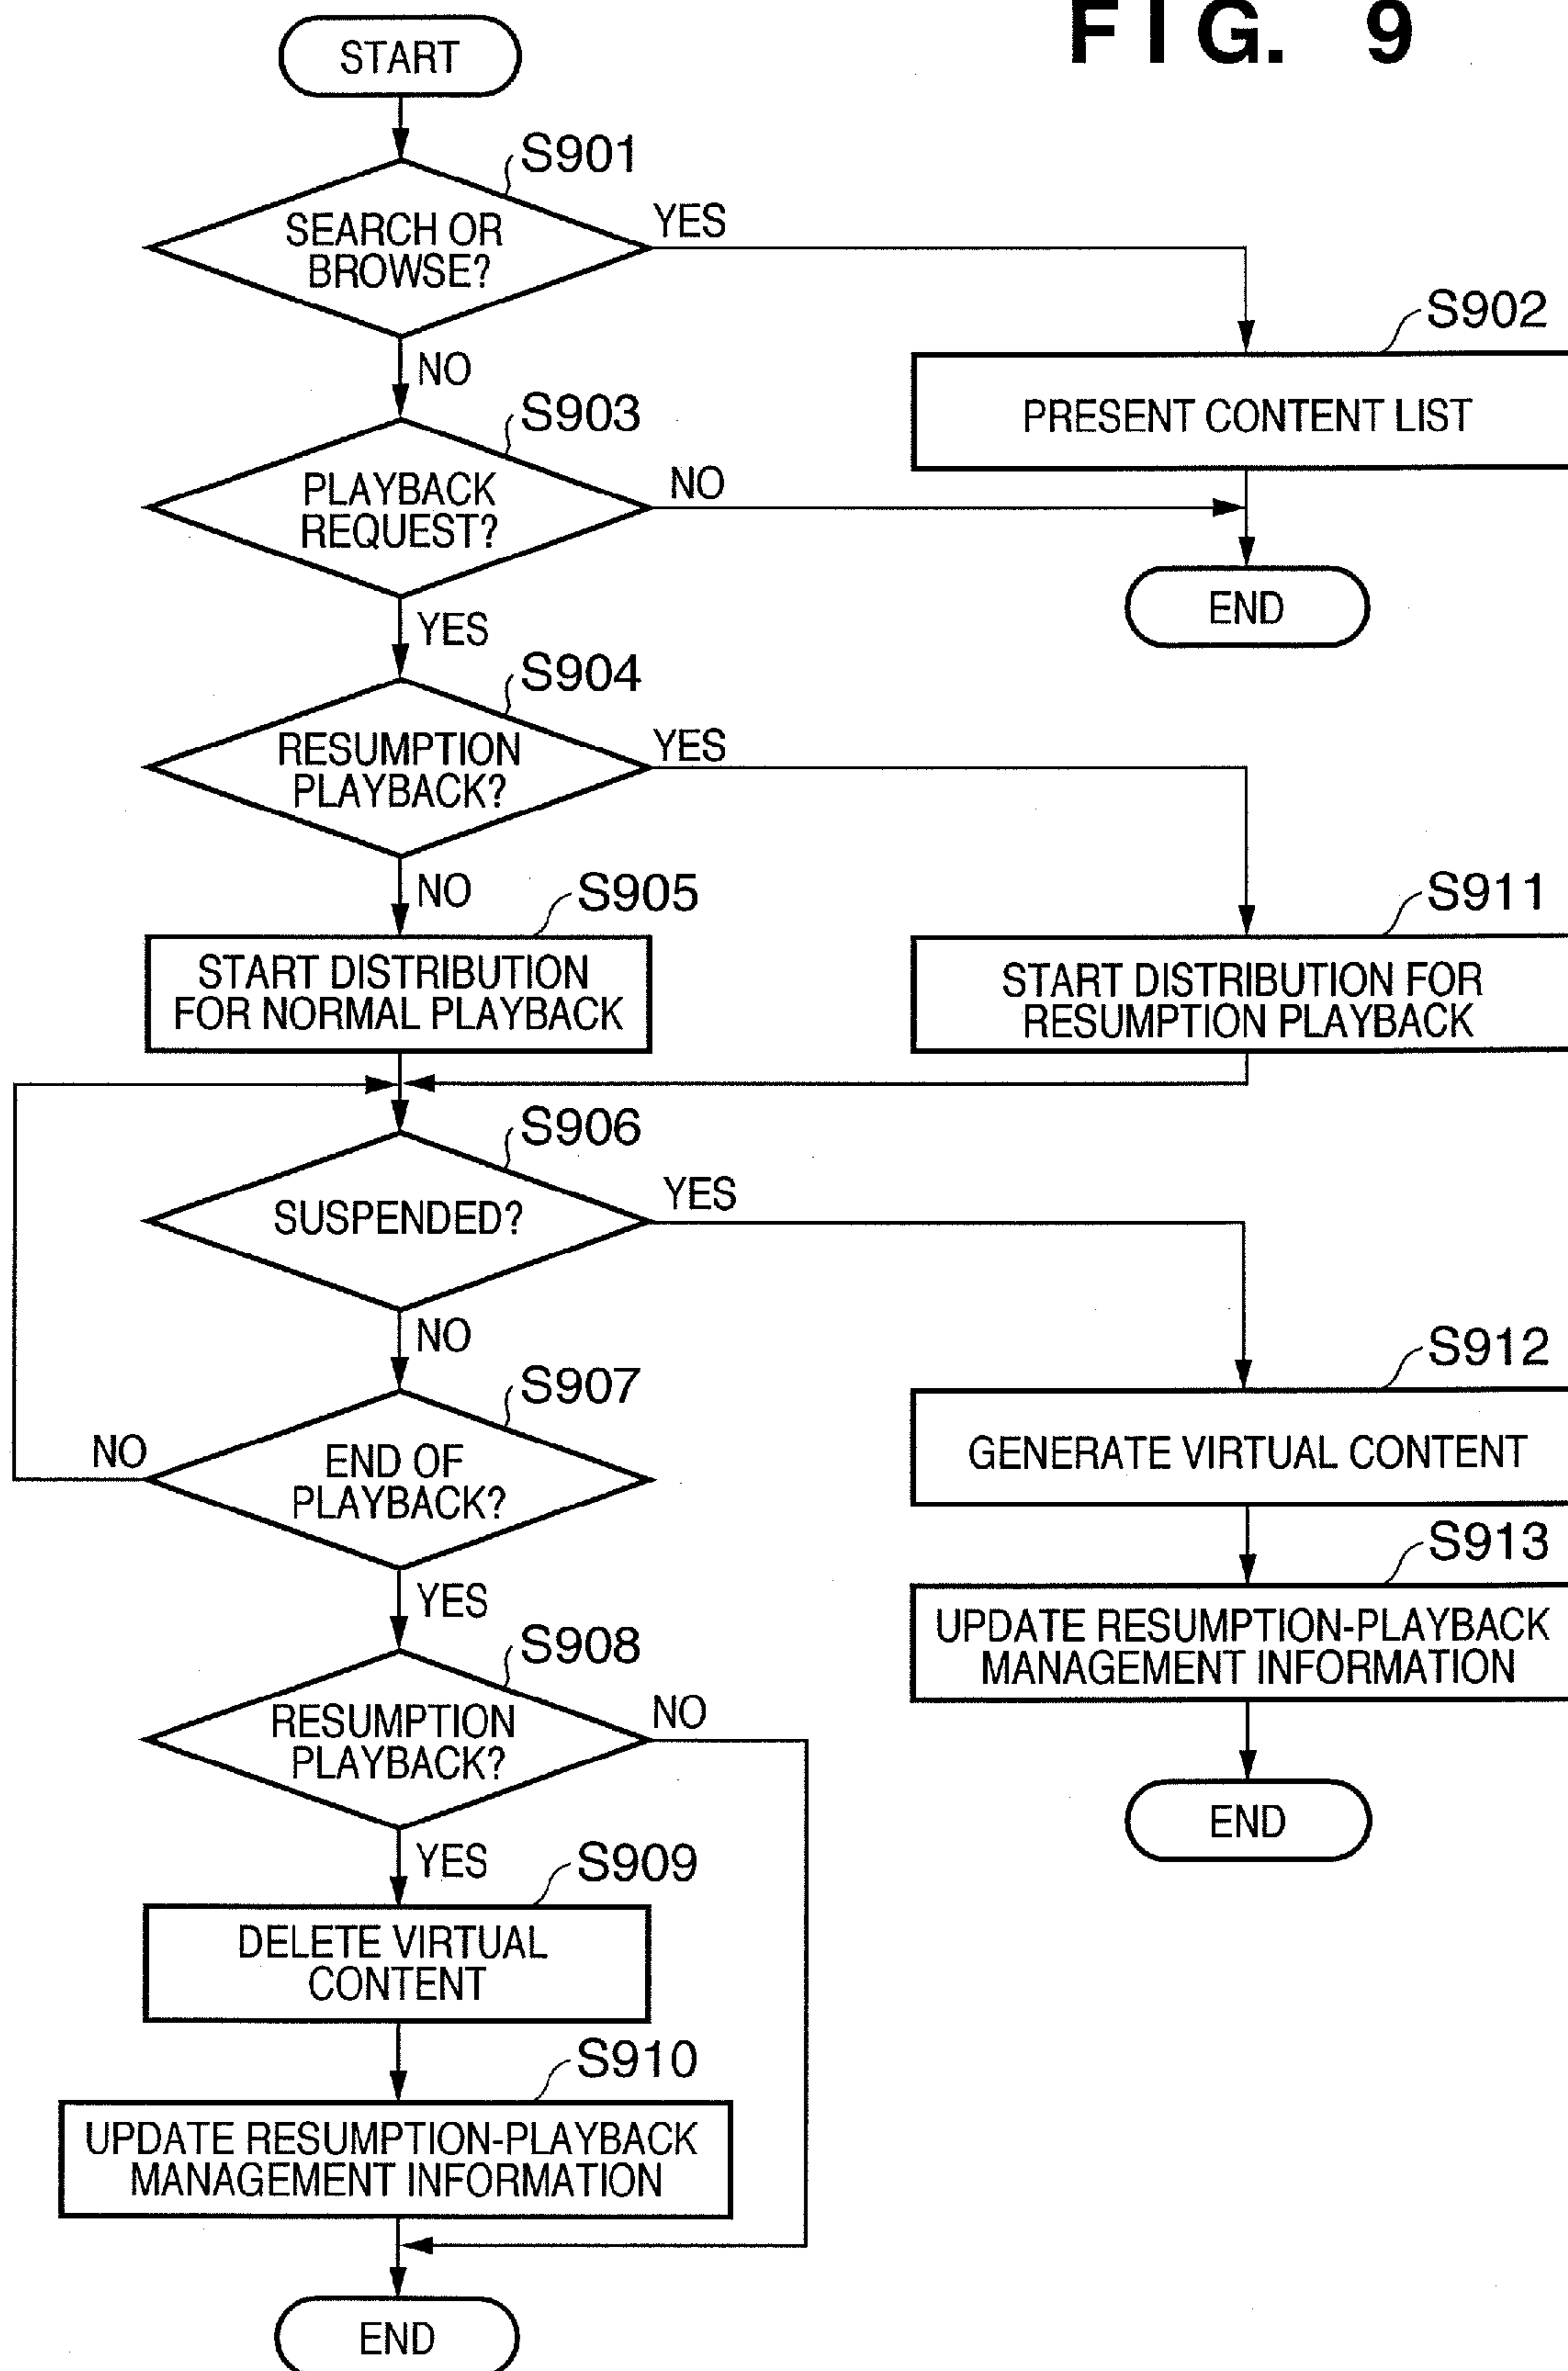 FIG. 9
START
S901
SEARCH OR
BROWSE?
YES
NO
S902
PRESENT CONTENT LIST
S903
PLAYBACK
REQUEST?
NO
YES
END
S904
RESUMPTION
PLAYBACK?
YES
NO
S905
START DISTRIBUTION
FOR NORMAL PLAYBACK
S911
START DISTRIBUTION FOR
RESUMPTION PLAYBACK
S906
SUSPENDED?
YES
NO
S907
END OF
PLAYBACK?
NO
YES
S912
GENERATE VIRTUAL CONTENT
S913
UPDATE RESUMPTION-PLAYBACK
MANAGEMENT INFORMATION
END
S908
RESUMPTION
PLAYBACK?
NO
YES
S909
DELETE VIRTUAL
CONTENT
S910
UPDATE RESUMPTION-PLAYBACK
MANAGEMENT INFORMATION
END